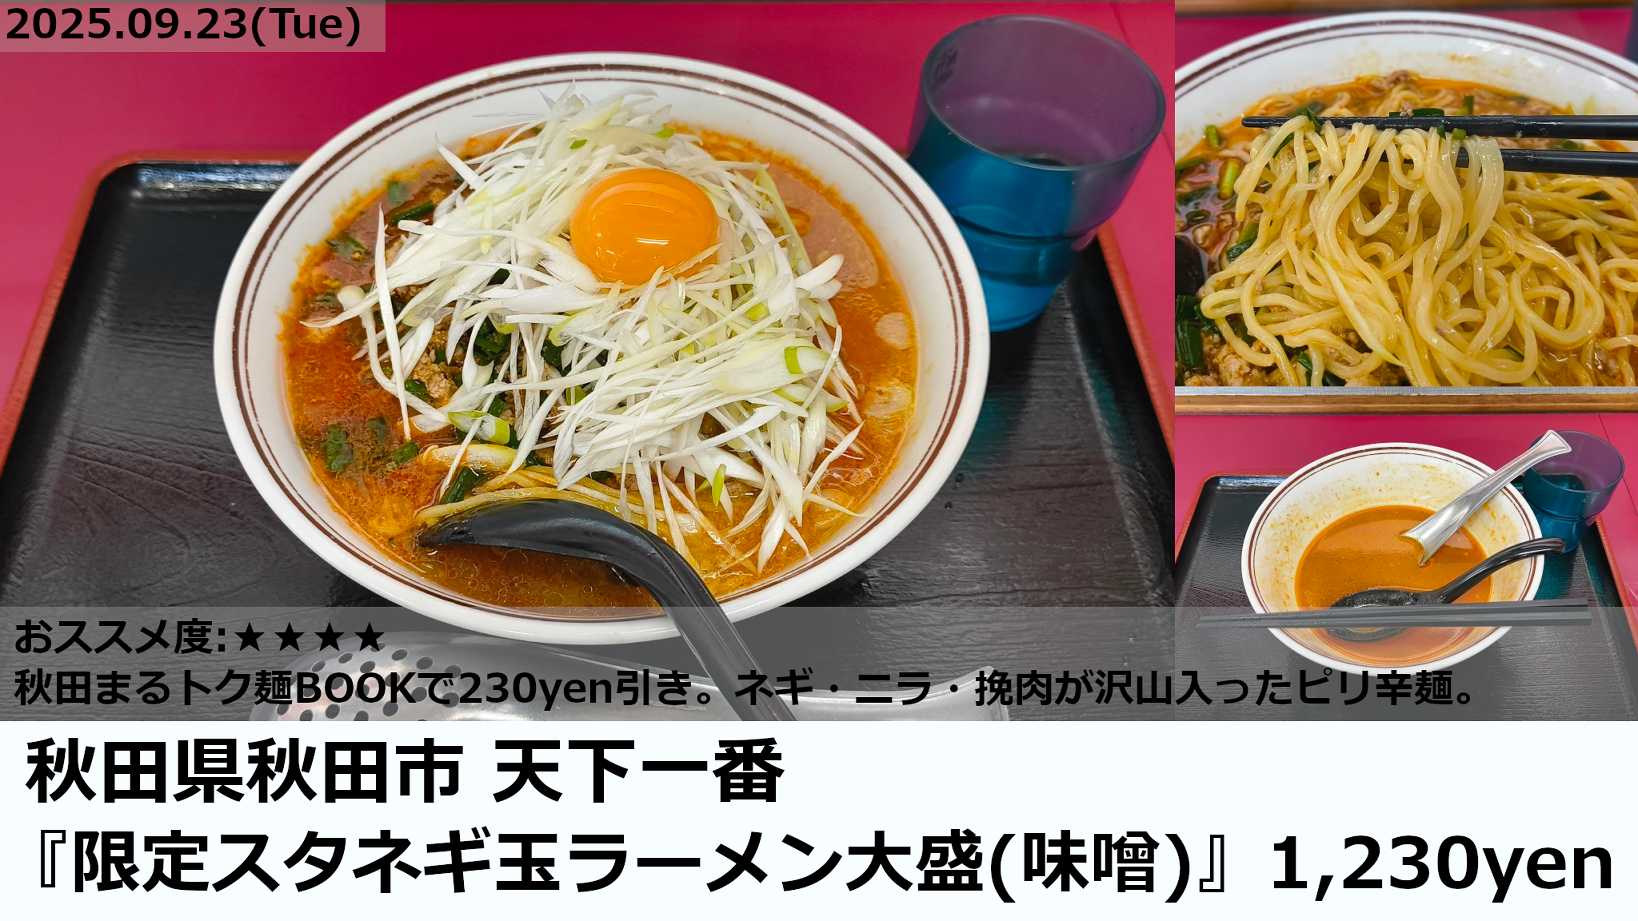 2025.09.23(Tue)
おススメ度:★★★★
秋田まるトク麺BOOKで230yen引き。ネギ・ニラ・挽肉が沢山入ったピリ辛麺。
秋田県秋田市 天下一番
『限定スタネギ玉ラーメン大盛(味噌)』1,230yen